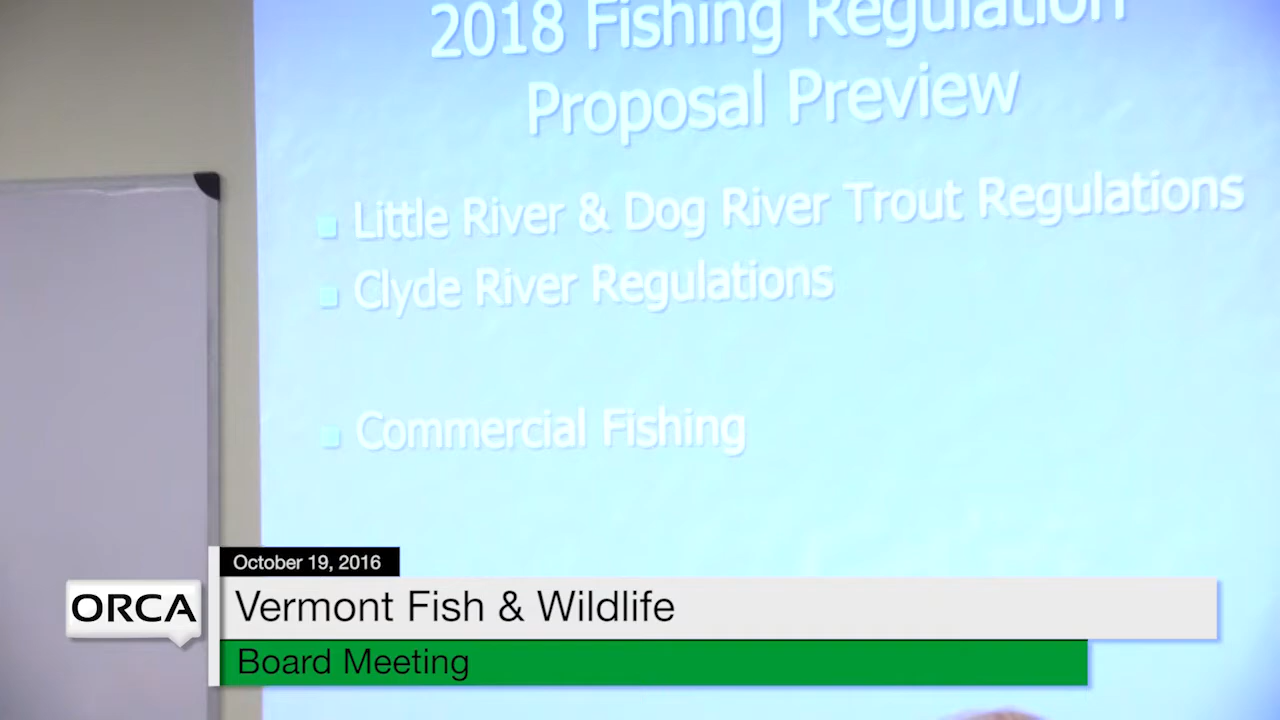 2018 Fishing Regulation
Proposal Preview
Little River & Dog River Trout Regulations
Clyde River Regulations
Commercial Fishing
October 19, 2016
ORCA
Vermont Fish & Wildlife
Board Meeting